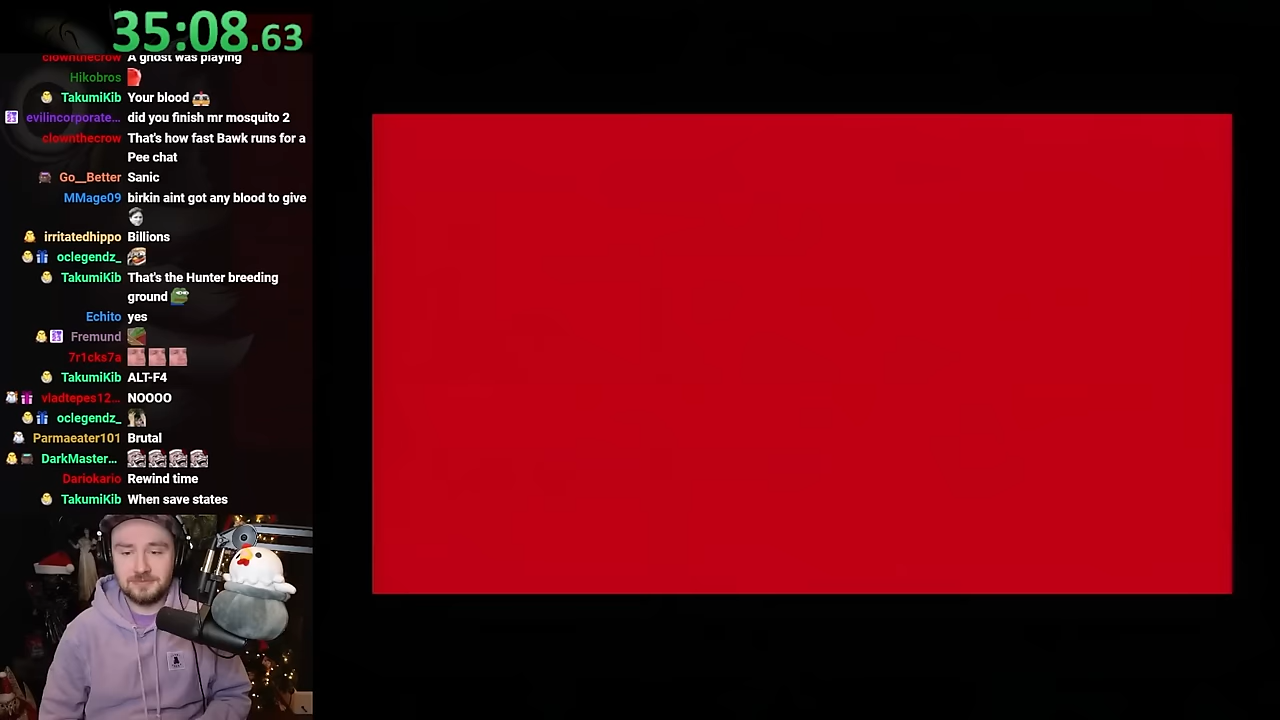 35:08.63
clownthecrow A ghost was playing
Hikobros
TakumiKib Your blood
evilincorporate… did you finish mr mosquito 2
clownthecrow That's how fast Bawk runs for a
Pee chat
Go__Better Sanic
MMage09 birkin aint got any blood to give
irritatedhippo Billions
oclegendz_
TakumiKib That's the Hunter breeding
ground
Echito yes
Fremund
7r1cks7a
TakumiKib ALT-F4
vladtepes12… NOOOO
oclegendz_
Parmaeater101 Brutal
DarkMaster…
Dariokario Rewind time
TakumiKib When save states